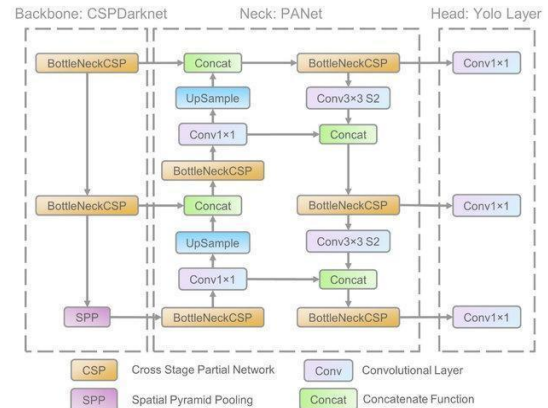 Backbone: CSPDarknet Neck: PANet Head: Yolo Layer
BottleNeckCSP Concat BottleNeckCSP Conv1×1
UpSample Conv3×3 S2
Conv1×1 Concat
BottleNeckCSP
BottleNeckCSP Concat BottleNeckCSP Conv1×1
UpSample Conv3×3 S2
Conv1×1 Concat
SPP BottleNeckCSP BottleNeckCSP Conv1×1
CSP Cross Stage Partial Network Conv Convolutional Layer
SPP Spatial Pyramid Pooling Concat Concatenate Function